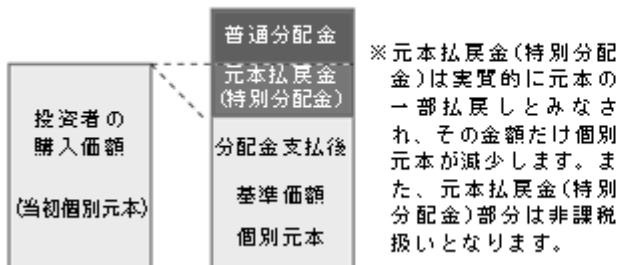 投資者の
購入価額
(当初個別元本)
普通分配金
元本払戻金
(特別分配金)
分配金支払後
基準価額
個別元本
※元本払戻金(特別分配
金)は実質的に元本の
一部払戻しとみなさ
れ、その金額だけ個別
元本が減少します。ま
た、元本払戻金(特別
分配金)部分は非課税
扱いとなります。